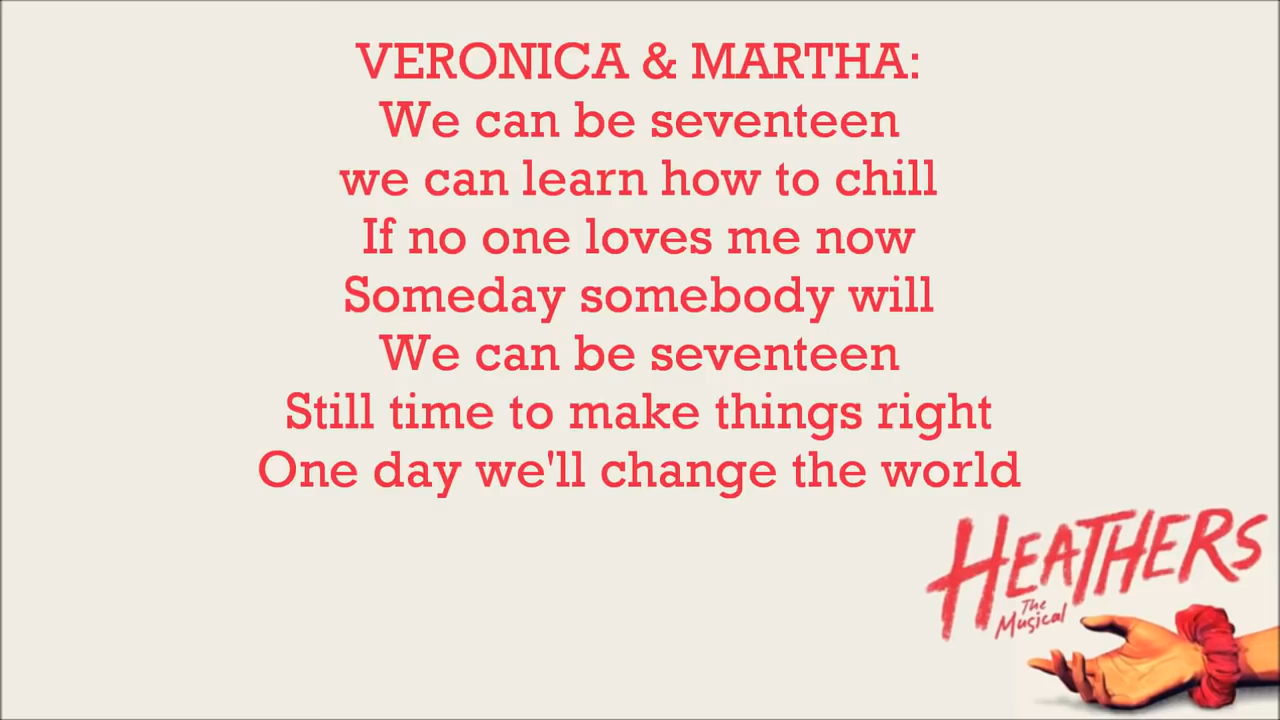 VERONICA & MARTHA:
We can be seventeen
we can learn how to chill
If no one loves me now
Someday somebody will
We can be seventeen
Still time to make things right
One day we'll change the world
HEATHERS
The
Musical